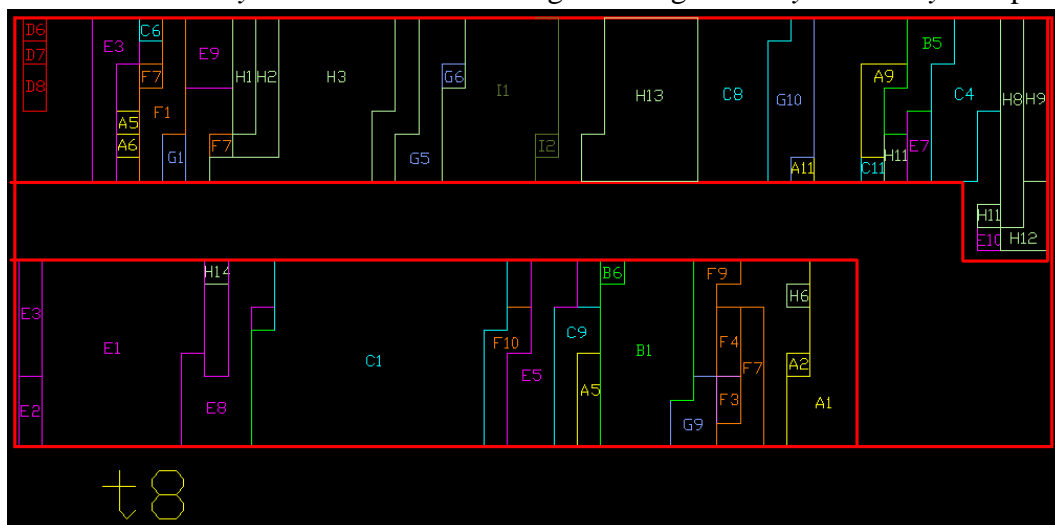 D6 C6
E3 B5
D7 E9
F7 H1 H2 H3 G6 A9
D8 I1 H13 C8 G10 C4 H8 H9
F1
A5
A6 F7 I2 E7
G1 G5 H11
A11 C11
H11
E10 H12
H14 B6 F9
H6
E3
C9
F10 F4
E1 B1
C1 A2 F7
E5
A5
F3 A1
E2 E8
G9
t8